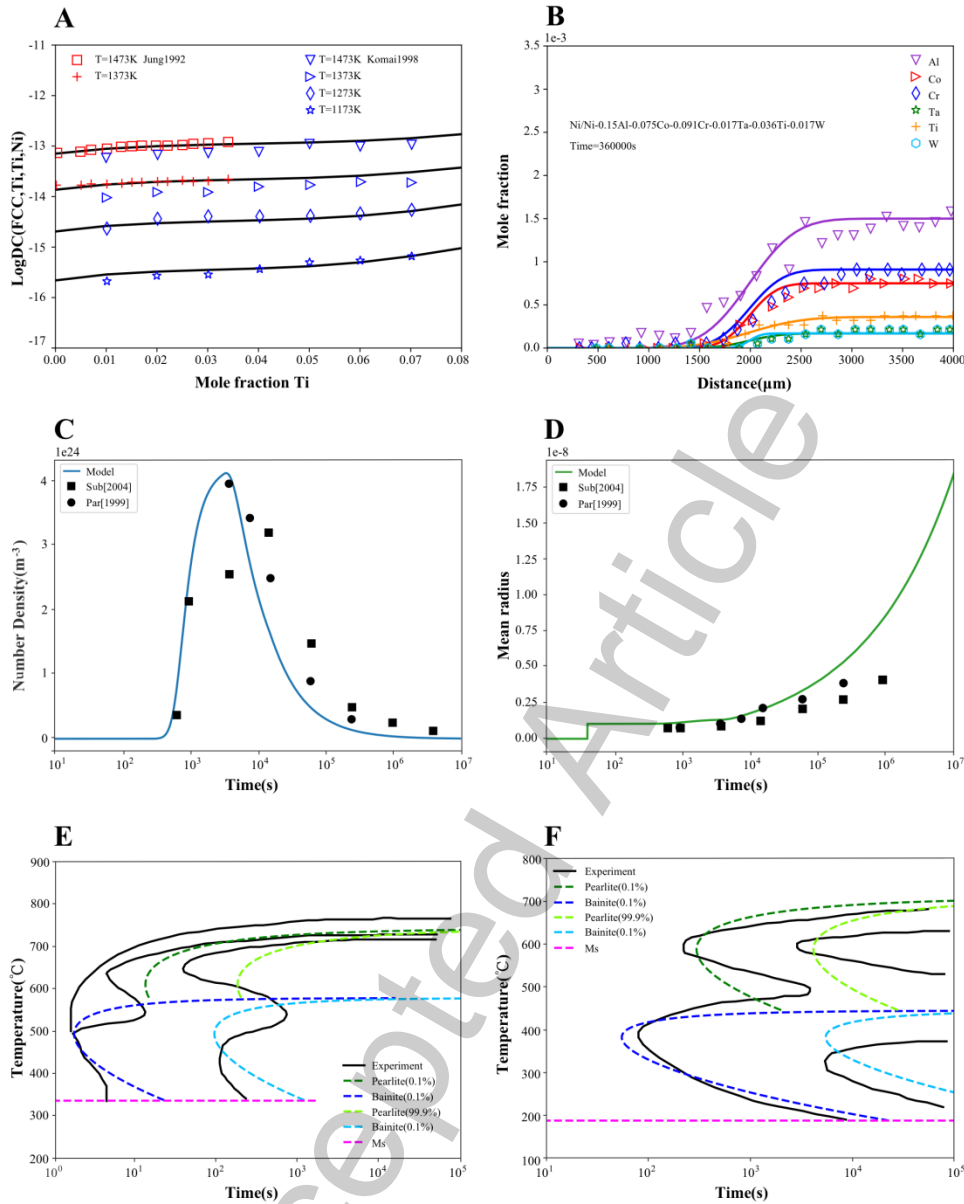 A
LogDC(FCC,Ti,Ti,Ni)
-11
-12
-13
-14
-15
-16
-17
T=1473K Jung1992
T=1373K
T=1473K Komai1998
T=1373K
T=1273K
T=1173K
0.00 0.01 0.02 0.03 0.04 0.05 0.06 0.07 0.08
Mole fraction Ti
B
1e-3
Mole fraction
3.5
3.0
2.5
2.0
1.5
1.0
0.5
0.0
Al
Co
Cr
Ta
Ti
W
Ni/Ni-0.15Al-0.075Co-0.091Cr-0.017Ta-0.036Ti-0.017W
Time=360000s
0 500 1000 1500 2000 2500 3000 3500 4000
Distance(μm)
C
1e24
Number Density(m⁻³)
4
2
0
Model
Sub[2004]
Par[1999]
10¹ 10² 10³ 10⁴ 10⁵ 10⁶ 10⁷
Time(s)
D
1e-8
Mean radius
1.75
1.50
1.25
1.00
0.75
0.50
0.25
0.00
Model
Sub[2004]
Par[1999]
10¹ 10² 10³ 10⁴ 10⁵ 10⁶ 10⁷
Time(s)
E
Temperature(℃)
900
800
700
600
500
400
300
200
Experiment
Pearlite(0.1%)
Bainite(0.1%)
Pearlite(99.9%)
Bainite(0.1%)
Ms
10⁰ 10¹ 10² 10³ 10⁴ 10⁵
Time(s)
F
Temperature(℃)
800
700
600
500
400
300
200
100
Experiment
Pearlite(0.1%)
Bainite(0.1%)
Pearlite(99.9%)
Bainite(0.1%)
Ms
10¹ 10² 10³ 10⁴ 10⁵
Time(s)
cepted Article